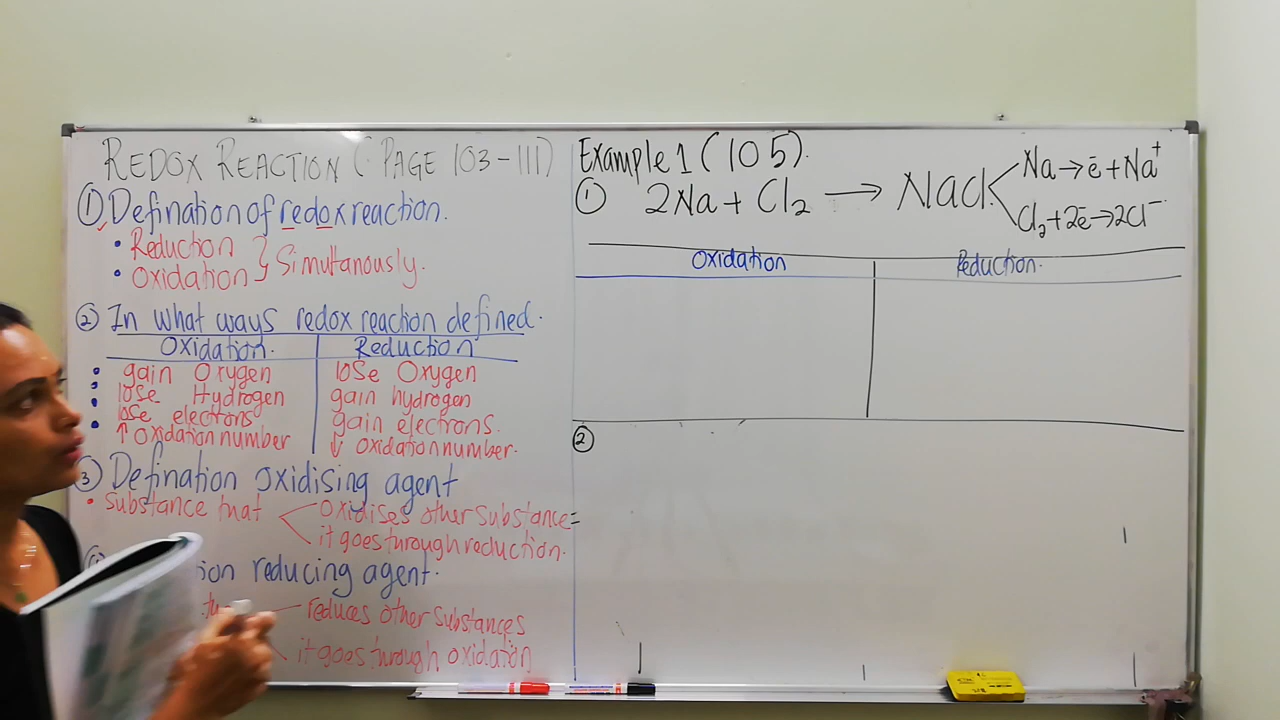 REDOX REACTION (PAGE 103-111)
① Defination of redox reaction.
• Reduction
• Oxidation } Simultanously.
② In what ways redox reaction defined.
Oxidation. Reduction
• gain Oxygen lose Oxygen
• lose Hydrogen gain hydrogen
• lose electrons gain electrons.
• ↑ Oxidation number ↓ oxidation number.
③ Defination oxidising agent
• Substance that < oxidises other substance =
it goes through reduction.
ion reducing agent.
reduces other substances
it goes through oxidation
Example 1 (105).
① 2Na + Cl₂ → NaCl < Na → ē + Na⁺
Cl₂ + 2ē → 2Cl⁻
Oxidation Reduction.
②